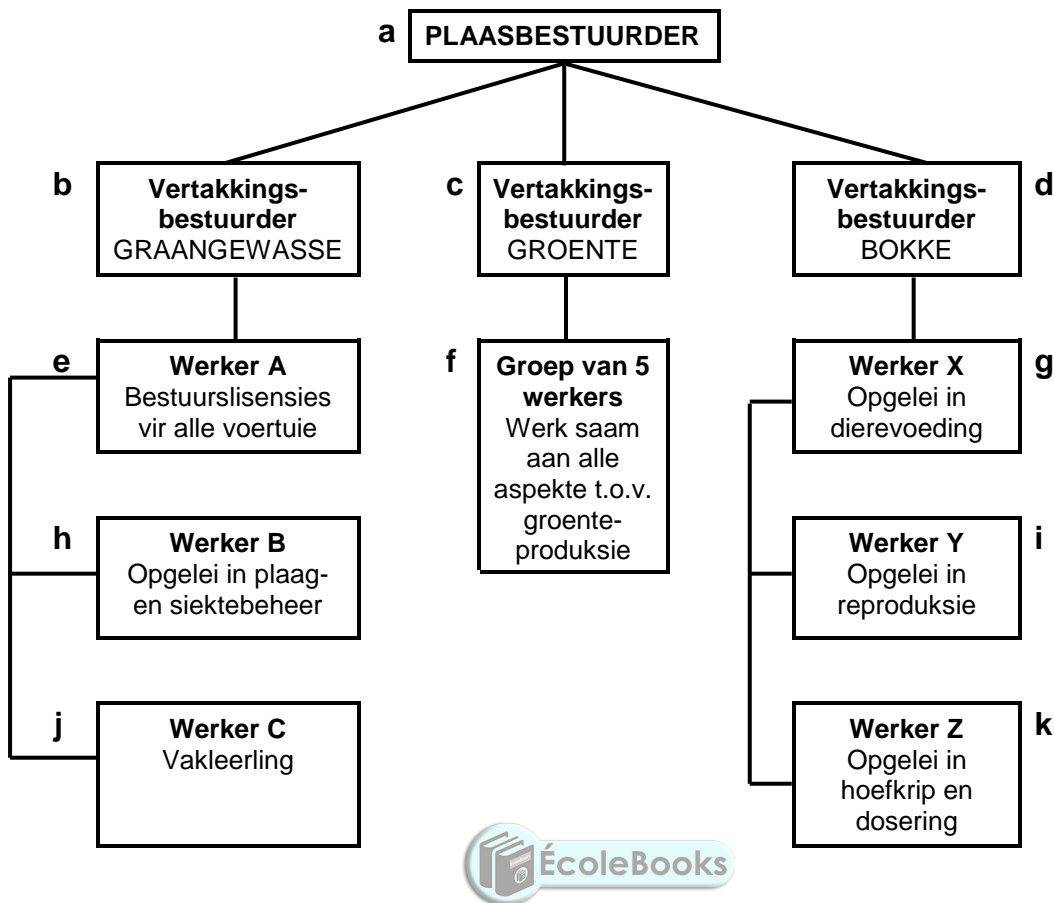 a PLAASBESTUURDER
b Vertakkings-
bestuurder
GRAANGEWASSE
c Vertakkings-
bestuurder
GROENTE
d Vertakkings-
bestuurder
BOKKE
e Werker A
Bestuurslisensies
vir alle voertuie
f Groep van 5
werkers
Werk saam
aan alle
aspekte t.o.v.
groente-
produksie
g Werker X
Opgelei in
dierevoeding
h Werker B
Opgelei in plaag-
en siektebeheer
i Werker Y
Opgelei in
reproduksie
j Werker C
Vakleerling
k Werker Z
Opgelei in
hoefkrip en
dosering
ÉcoleBooks